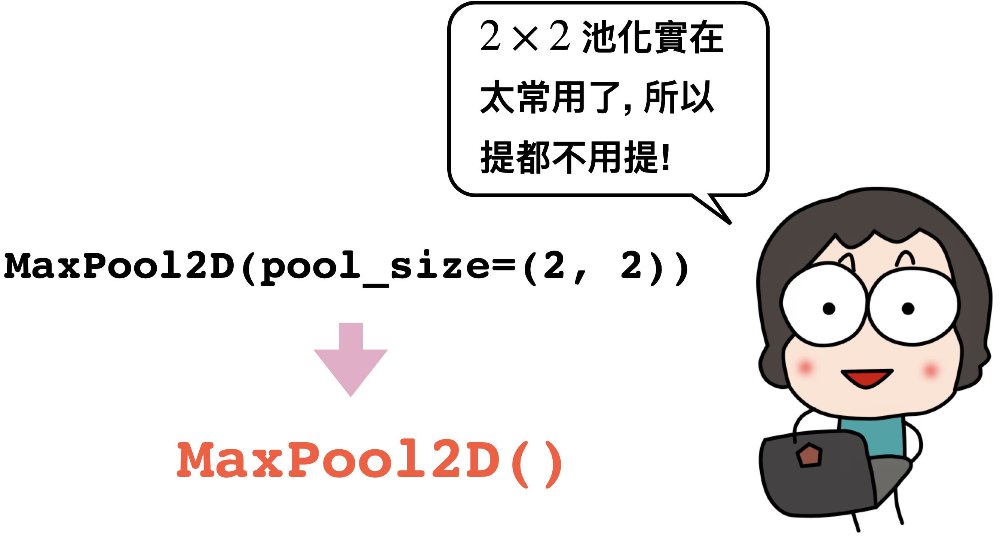 2 × 2 池化實在
太常用了, 所以
提都不用提!
MaxPool2D(pool_size=(2, 2))
MaxPool2D()